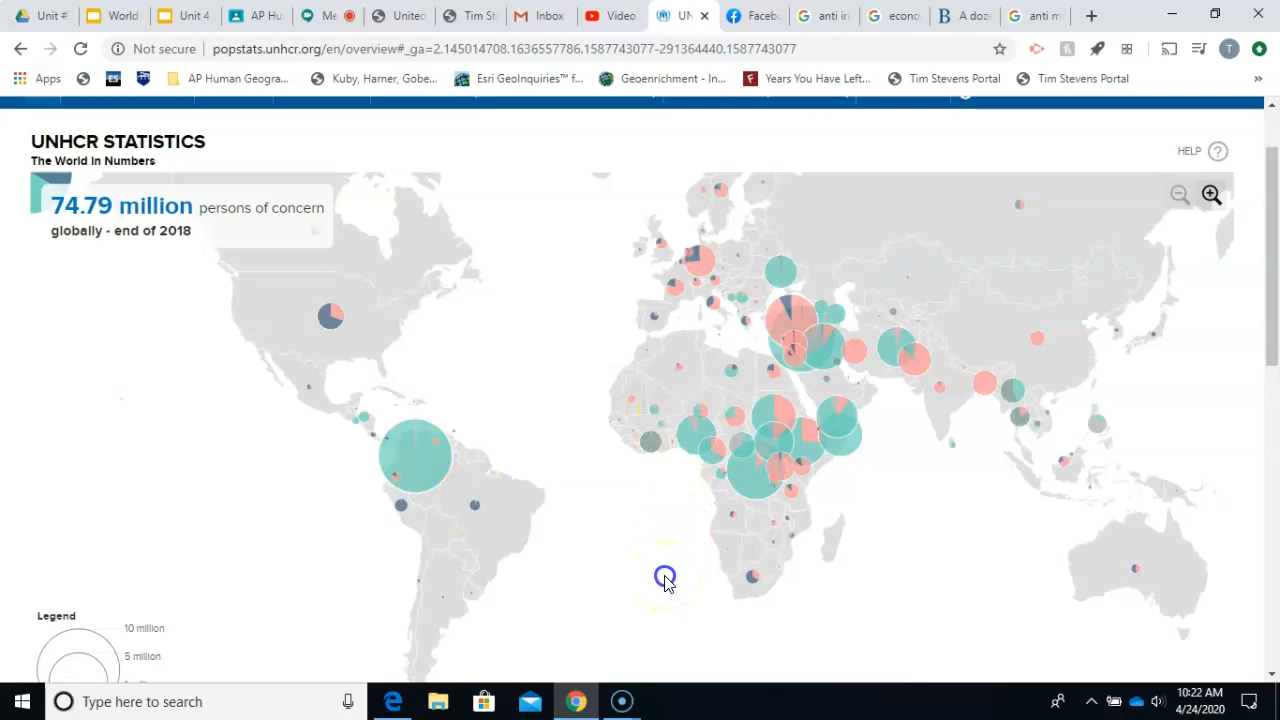 Unit #
World
Unit 4
AP Hu
Me
Unitec
Tim St
Inbox
Video
UN
Facebu
anti iri
econo
A doze
anti m
Not secure
popstats.unhcr.org/en/overview#_ga=2.145014708.1636557786.1587743077-291364440.1587743077
T
Apps
AP Human Geogra...
Kuby, Harner, Gobe...
Esri GeoInquiries™ f...
Geoenrichment - In...
Years You Have Left...
Tim Stevens Portal
Tim Stevens Portal
UNHCR STATISTICS
The World in Numbers
HELP ?
74.79 million persons of concern
globally - end of 2018
Legend
10 million
5 million
Type here to search
10:22 AM
4/24/2020